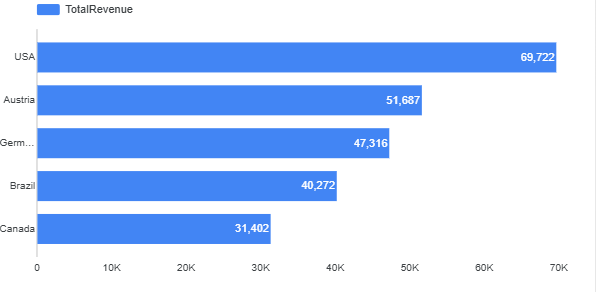 TotalRevenue
USA 69,722
Austria 51,687
Germ... 47,316
Brazil 40,272
Canada 31,402
0 10K 20K 30K 40K 50K 60K 70K